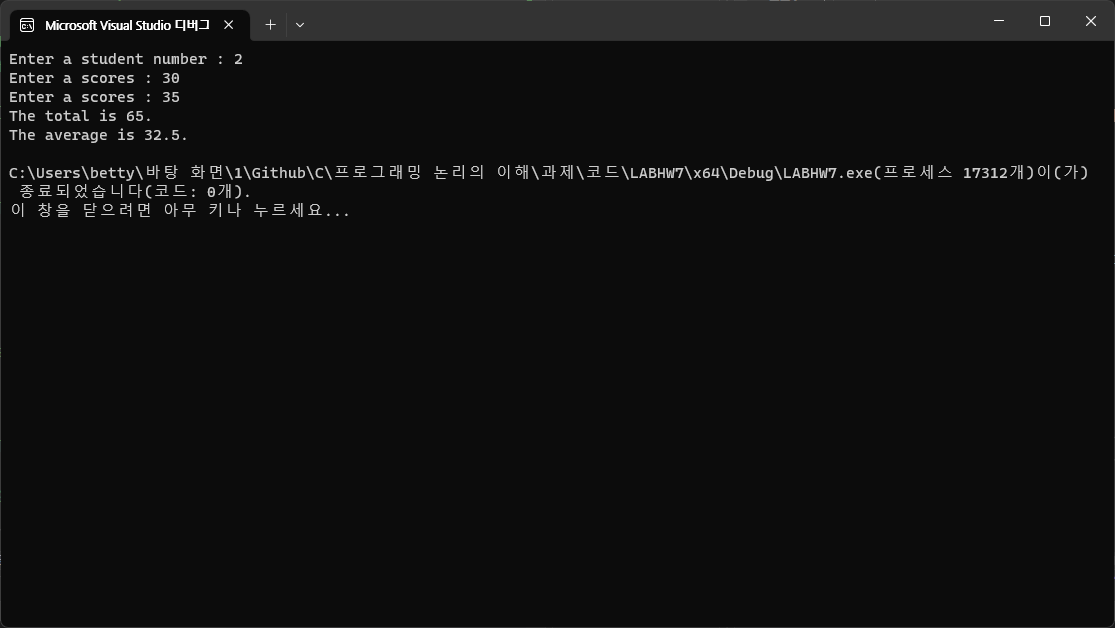 Microsoft Visual Studio 디버그
Enter a student number : 2
Enter a scores : 30
Enter a scores : 35
The total is 65.
The average is 32.5.
C:\Users\betty\바탕 화면\1\Github\C\프로그래밍 논리의 이해\과제\코드\LABHW7\x64\Debug\LABHW7.exe(프로세스 17312개)이(가)
종료되었습니다(코드: 0개).
이 창을 닫으려면 아무 키나 누르세요...